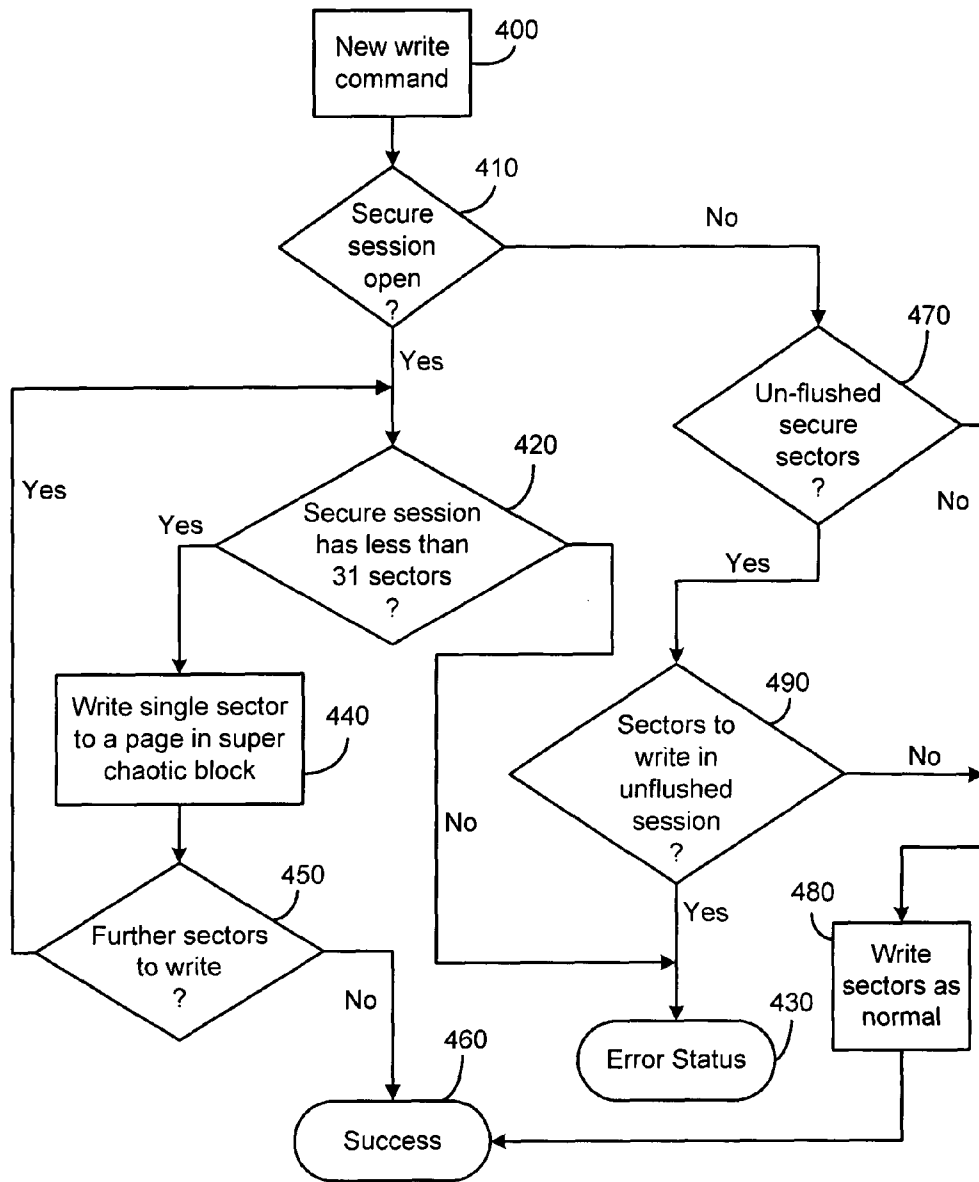 New write
command
400
Secure
session
open
?
410
No
Yes
Un-flushed
secure
sectors
?
470
No
Yes
Yes
Secure session
has less than
31 sectors
?
420
Yes
No
Write single sector
to a page in super
chaotic block
440
Sectors to
write in
unflushed
session
?
490
No
Yes
Further sectors
to write
?
450
No
Error Status
430
Write
sectors as
normal
480
Success
460